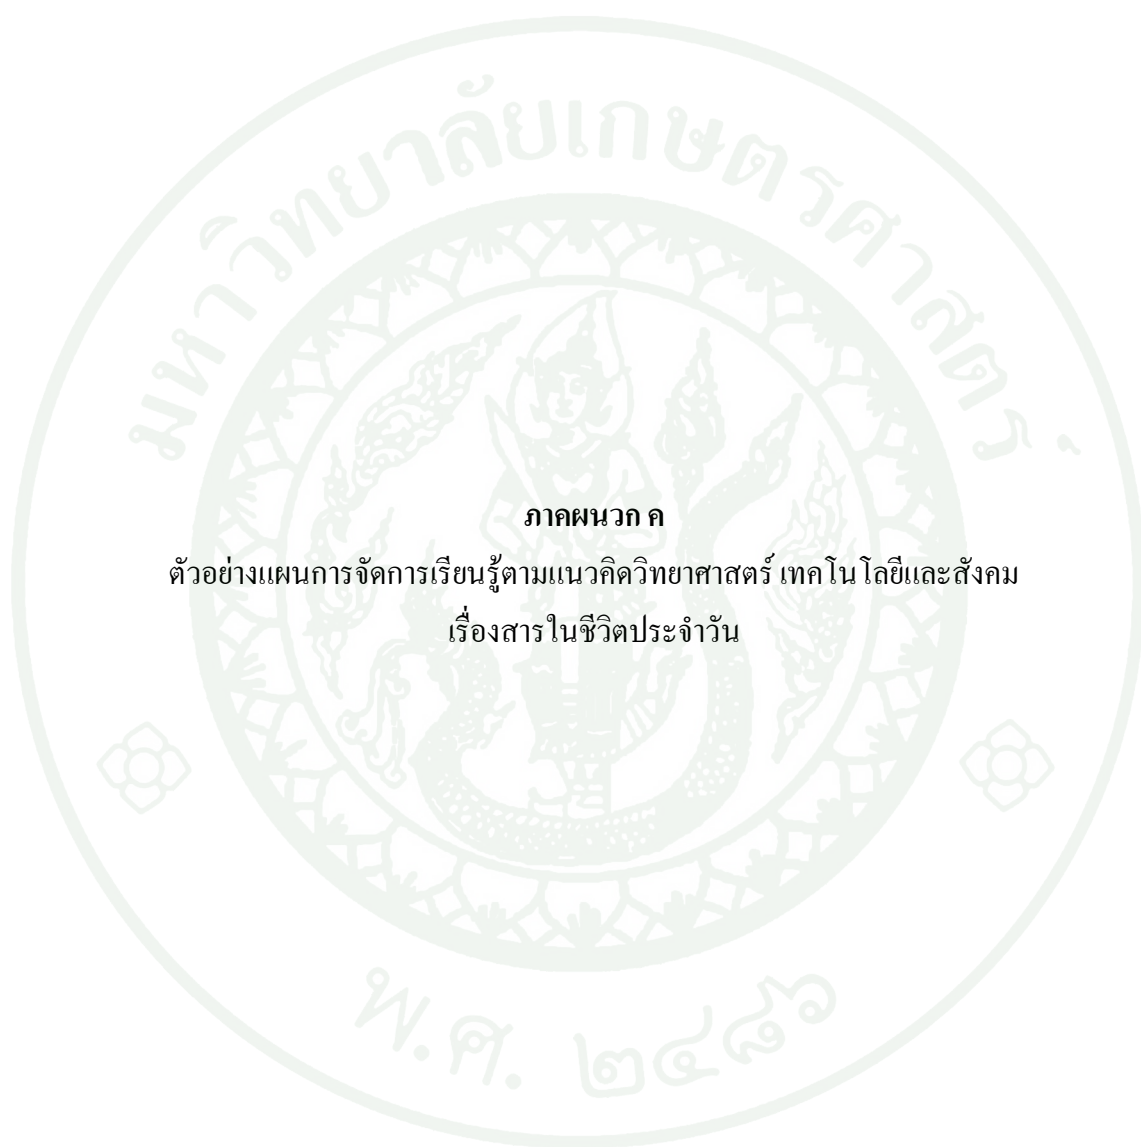 มหาวิทยาลัยเกษตรศาสตร์
ภาคผนวก ค
ตัวอย่างแผนการจัดการเรียนรู้ตามแนวคิดวิทยาศาสตร์ เทคโนโลยีและสังคม
เรื่องสารในชีวิตประจำวัน
พ.ศ. ๒๔๘๖